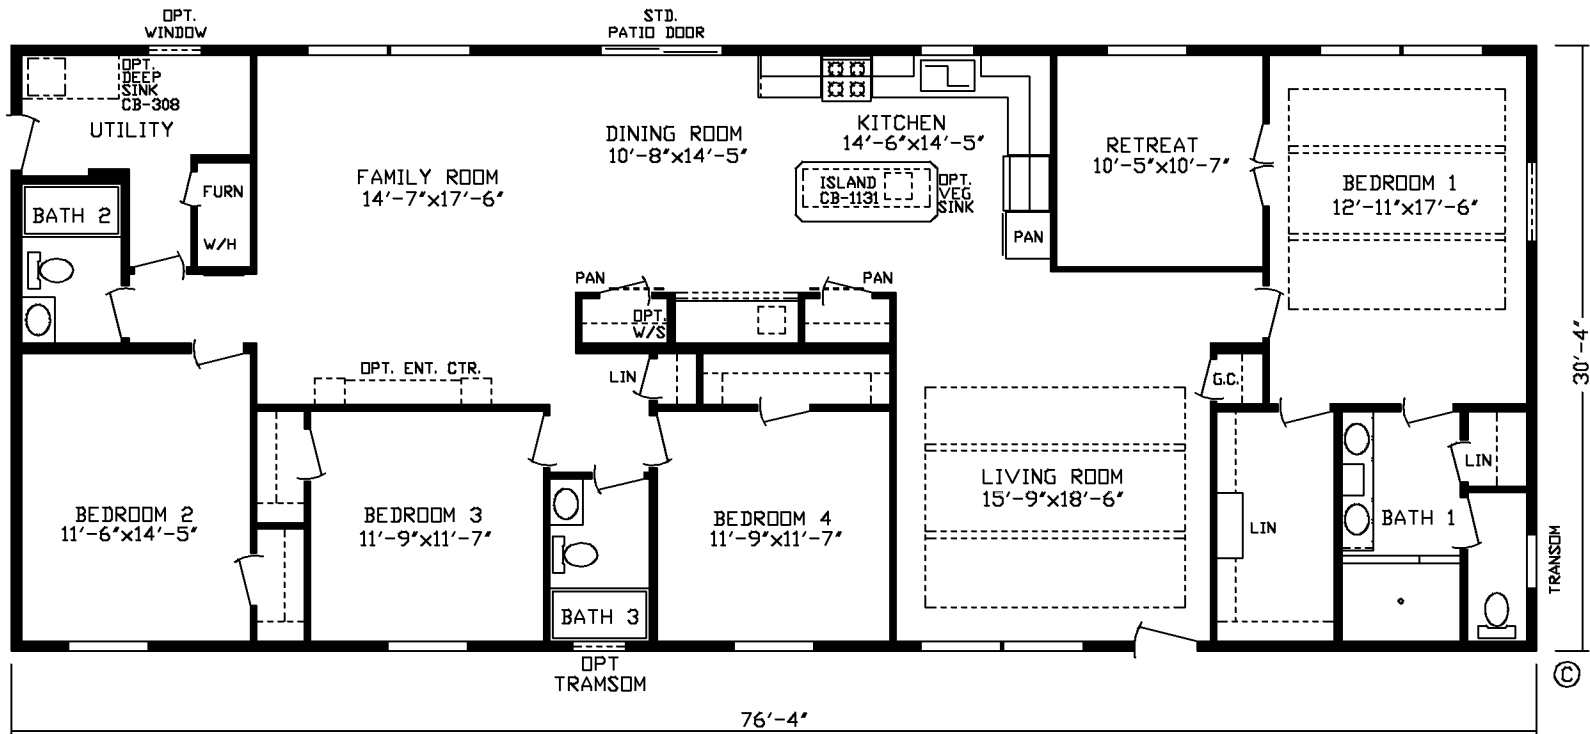 OPT.
WINDOW
STD.
PATIO DOOR
OPT.
DEEP
SINK
CB-308
UTILITY
FAMILY ROOM
14'-7"x17'-6"
DINING ROOM
10'-8"x14'-5"
KITCHEN
14'-6"x14'-5"
ISLAND
CB-1131
OPT.
VEG
SINK
PAN
RETREAT
10'-5"x10'-7"
BEDROOM 1
12'-11"x17'-6"
BATH 2
FURN
W/H
PAN
OPT.
W/S
PAN
OPT. ENT. CTR.
LIN
G.C.
30'-4"
BEDROOM 2
11'-6"x14'-5"
BEDROOM 3
11'-9"x11'-7"
BATH 3
BEDROOM 4
11'-9"x11'-7"
LIVING ROOM
15'-9"x18'-6"
LIN
BATH 1
LIN
TRANSOM
OPT
TRAMSOM
©
76'-4"